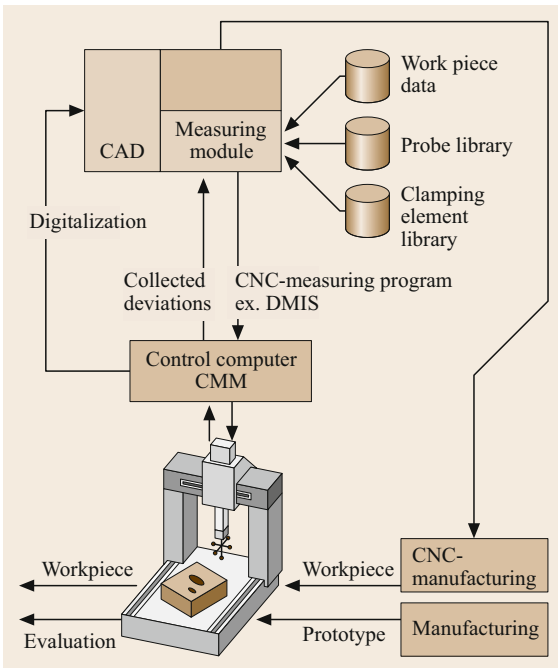 Work piece
data
CAD
Measuring
module
Probe library
Clamping
element
library
Digitalization
Collected
deviations
CNC-measuring program
ex. DMIS
Control computer
CMM
Workpiece
Workpiece
CNC-
manufacturing
Evaluation
Prototype
Manufacturing